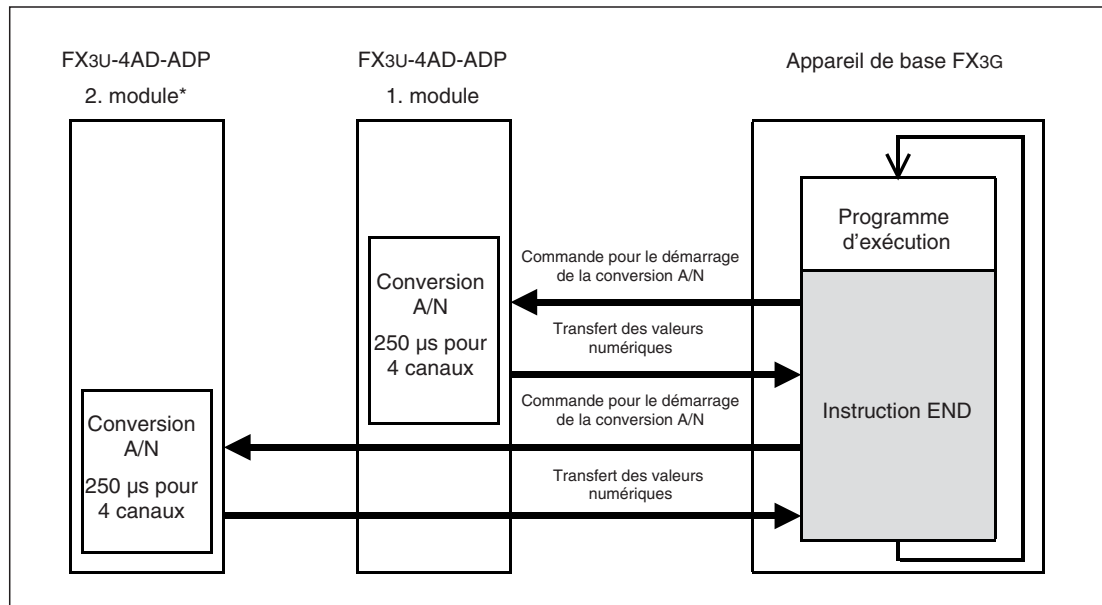 FX3U-4AD-ADP
2. module*
FX3U-4AD-ADP
1. module
Appareil de base FX3G
Programme
d'exécution
Commande pour le démarrage
de la conversion A/N
Conversion
A/N
250 µs pour
4 canaux
Transfert des valeurs
numériques
Commande pour le démarrage
de la conversion A/N
Instruction END
Conversion
A/N
250 µs pour
4 canaux
Transfert des valeurs
numériques